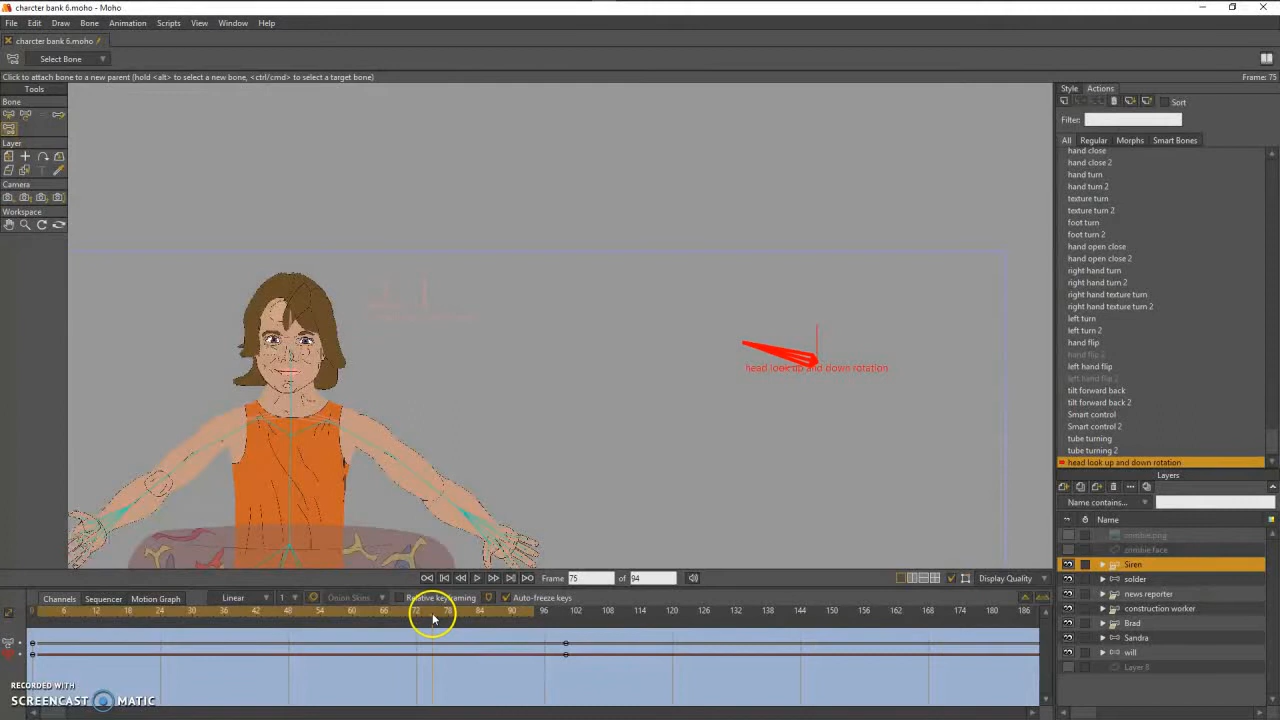 charcter bank 6.moho - Moho
File Edit Draw Bone Animation Scripts View Window Help
charcter bank 6.moho
Select Bone
Click to attach bone to a new parent (hold <alt> to select a new bone, <ctrl/cmd> to select a target bone)
Frame: 75
Tools
Style Actions
Bone
Sort
Filter:
All Regular Morphs Smart Bones
Layer
hand close
hand close 2
hand turn
Camera
hand turn 2
texture turn
Workspace
texture turn 2
foot turn
foot turn 2
hand open close
hand open close 2
right hand turn
right hand turn 2
right hand texture turn
right hand texture turn 2
left turn
left turn 2
hand flip
hand flip 2
left hand flip
left hand flip 2
head look up and down rotation
tilt forward back
tilt forward back 2
Smart control
Smart control 2
tube turning
tube turning 2
head look up and down rotation
Layers
Name contains...
Name
zombie.png
zombie face
Siren
solder
news reporter
construction worker
Brad
Sandra
will
Layer 8
Frame 75 of 94
Display Quality
Channels Sequencer Motion Graph Linear 1 Onion Skins Relative keyframing Auto-freeze keys
0 6 12 18 24 30 36 42 48 54 60 66 72 78 84 90 96 102 108 114 120 126 132 138 144 150 156 162 168 174 180 186
RECORDED WITH
SCREENCAST MATIC